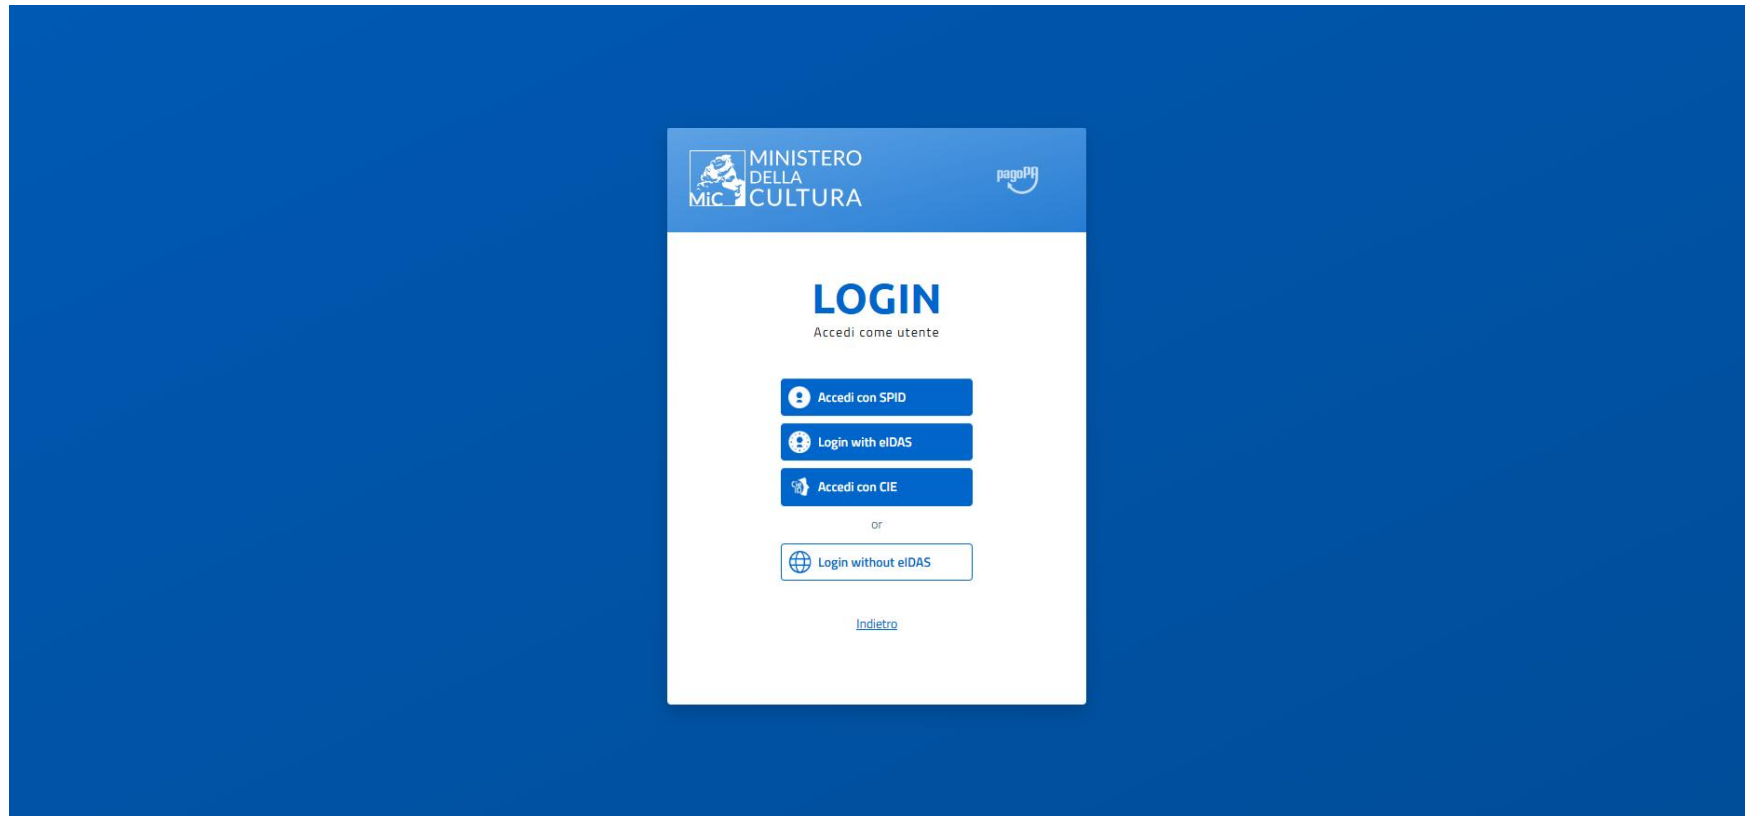 MiC
MINISTERO
DELLA
CULTURA
pagoPA
LOGIN
Accedi come utente
Accedi con SPID
Login with eIDAS
Accedi con CIE
or
Login without eIDAS
Indietro